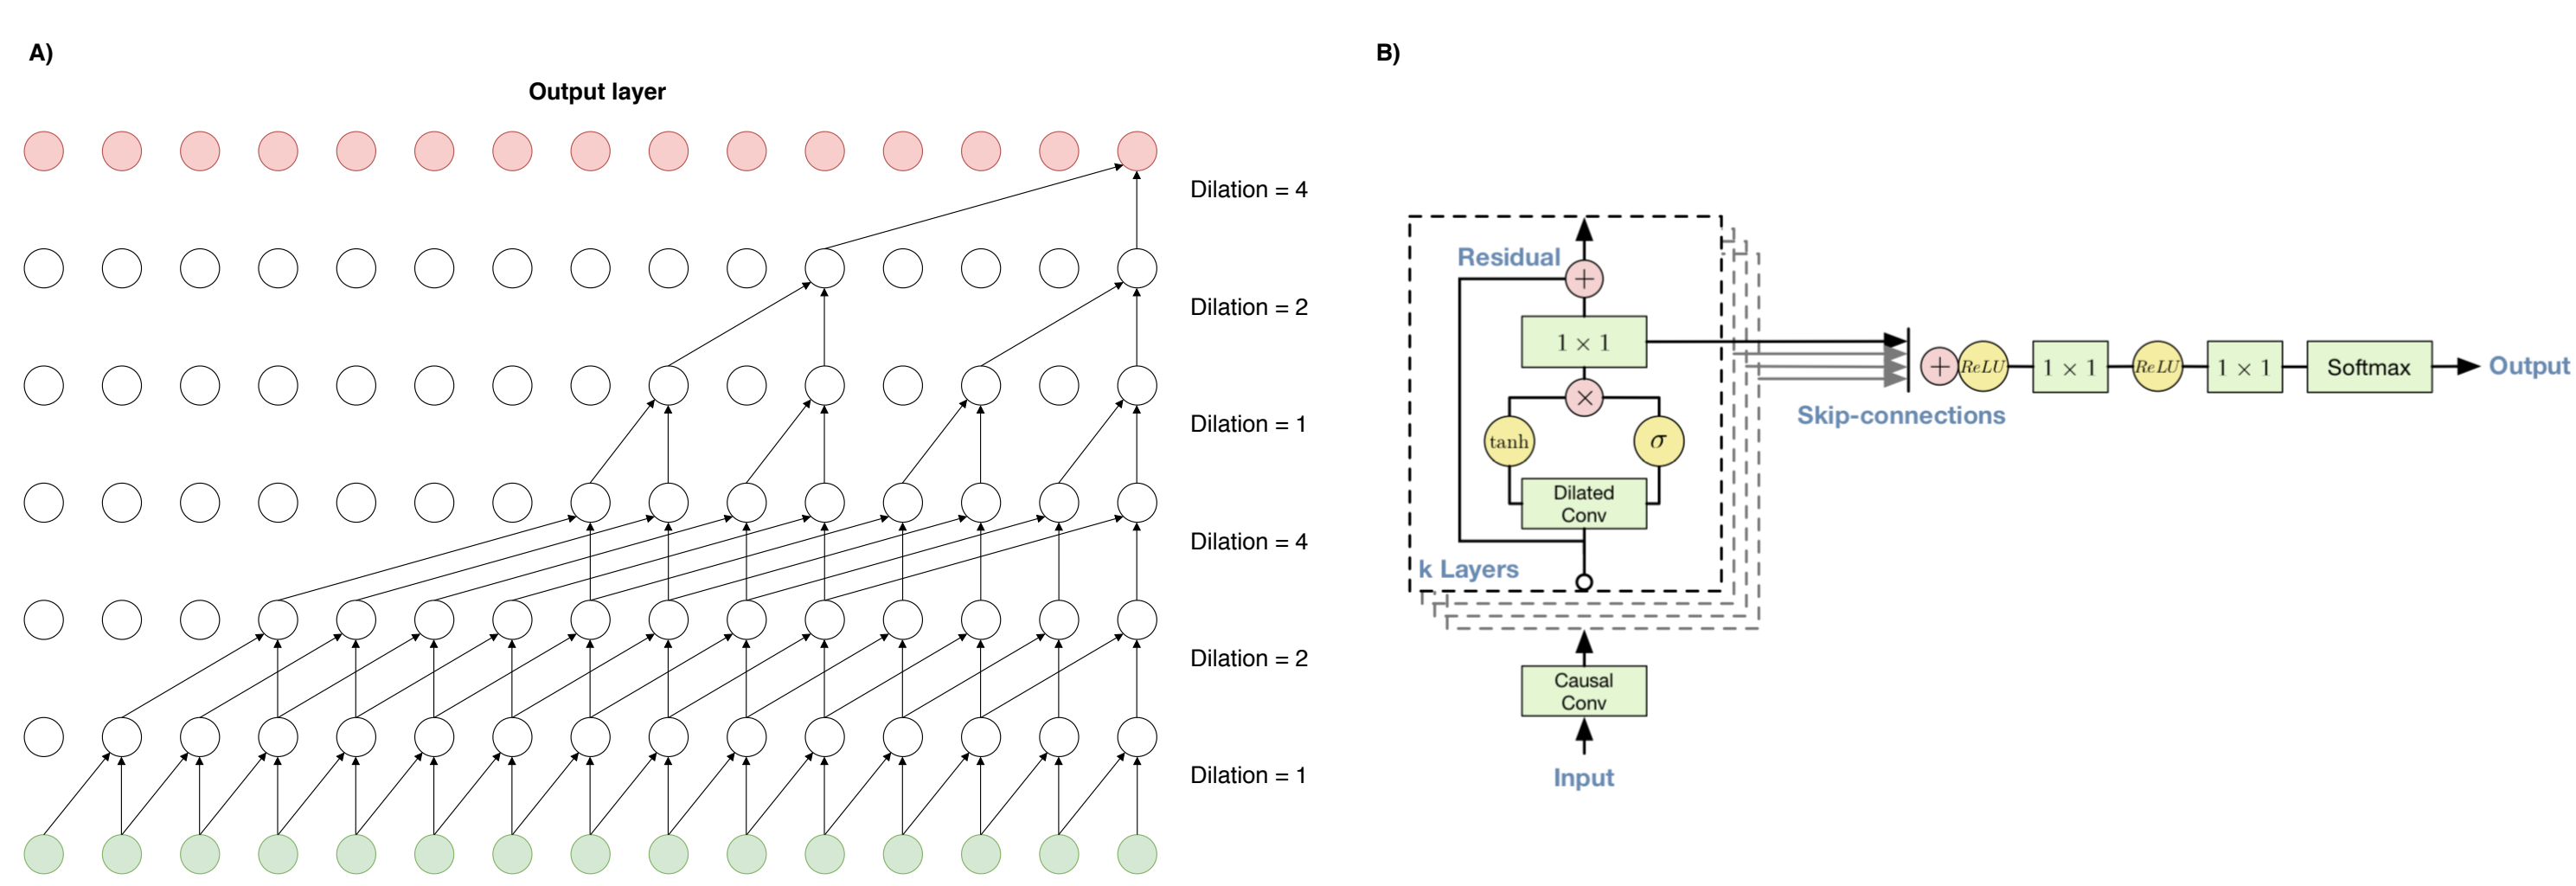 A)
Output layer
Dilation = 4
Dilation = 2
Dilation = 1
Dilation = 4
Dilation = 2
Dilation = 1
B)
Residual
+
1 × 1
×
tanh
σ
Dilated
Conv
k Layers
Causal
Conv
Input
Skip-connections
+ ReLU 1 × 1 ReLU 1 × 1 Softmax Output